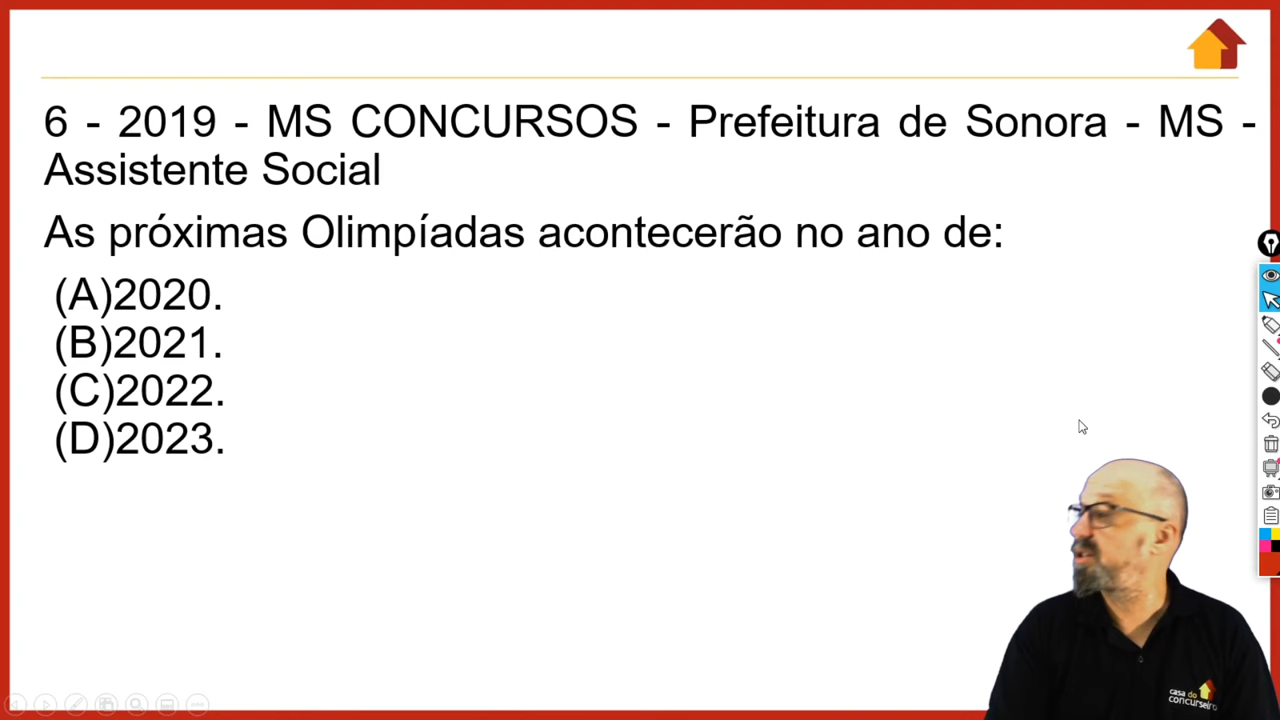 6 - 2019 - MS CONCURSOS - Prefeitura de Sonora - MS -
Assistente Social
As próximas Olimpíadas acontecerão no ano de:
(A)2020.
(B)2021.
(C)2022.
(D)2023.
casa do
concurseiro